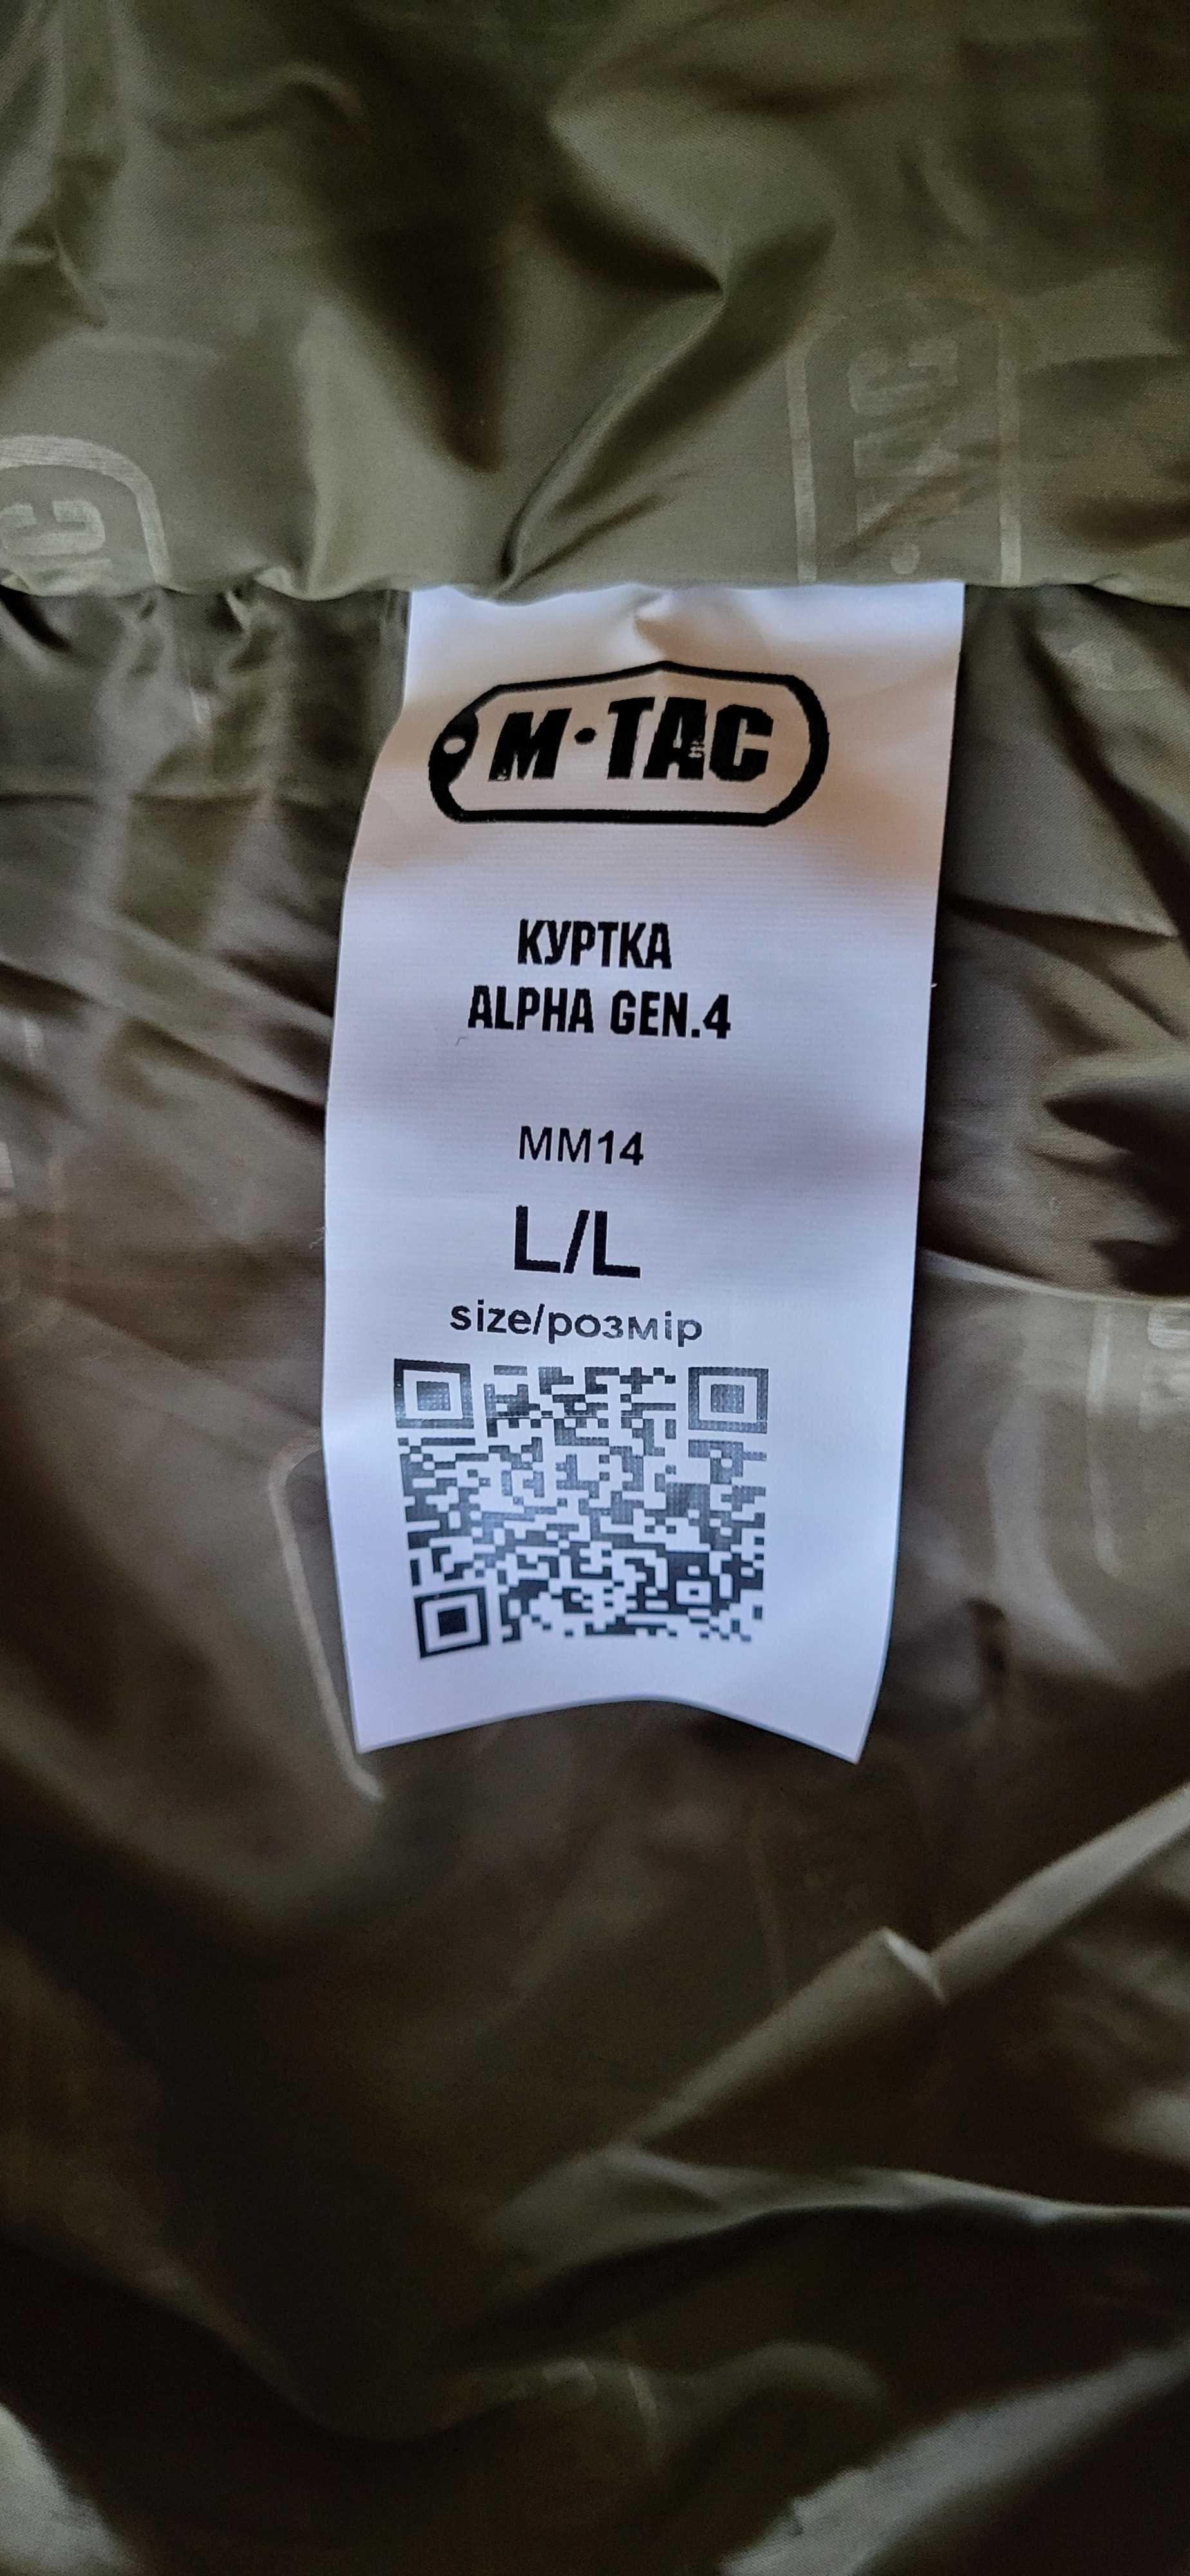 M·TAC
КУРТКА
ALPHA GEN.4
MM14
L/L
size/розмір